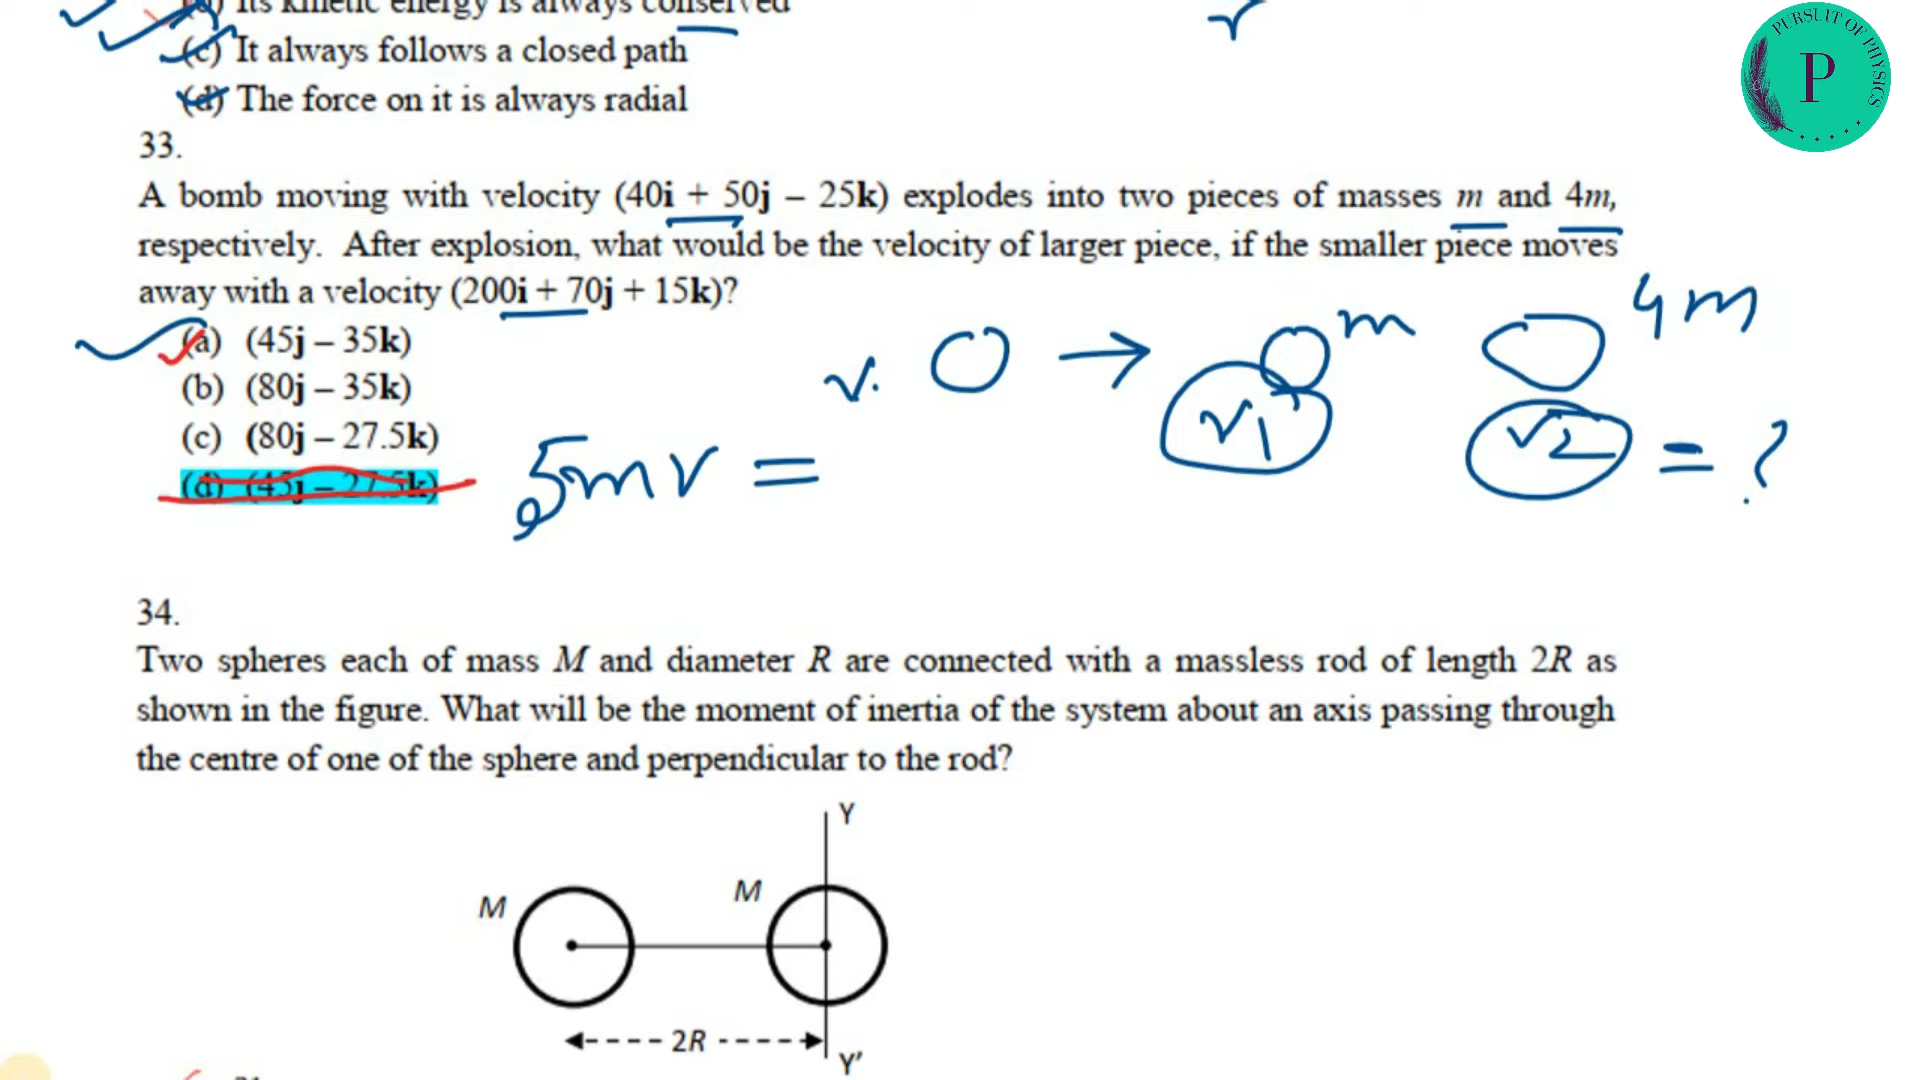 Its kinetic energy is always conserved
(c) It always follows a closed path
(d) The force on it is always radial
33.
A bomb moving with velocity (40i + 50j – 25k) explodes into two pieces of masses m and 4m,
respectively. After explosion, what would be the velocity of larger piece, if the smaller piece moves
away with a velocity (200i + 70j + 15k)?
(a) (45j – 35k)
(b) (80j – 35k)
(c) (80j – 27.5k)
(d) (45j – 27.5k)
v. → m 4m
v1 v2 = ?
5mv =
34.
Two spheres each of mass M and diameter R are connected with a massless rod of length 2R as
shown in the figure. What will be the moment of inertia of the system about an axis passing through
the centre of one of the sphere and perpendicular to the rod?
Y
M M
2R
Y'
PURSUIT OF PHYSICS
P